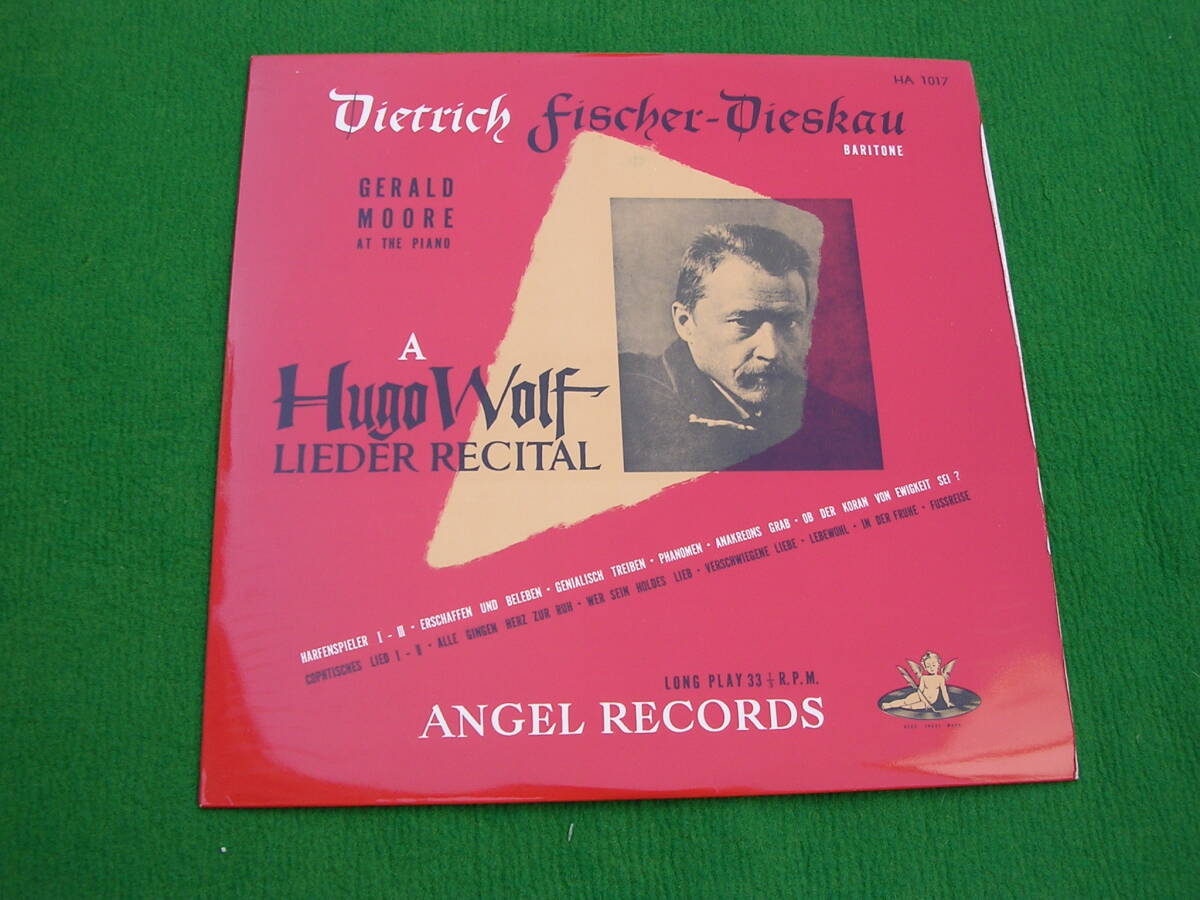 HA 1017
Dietrich Fischer-Dieskau
BARITONE
GERALD
MOORE
AT THE PIANO
A
Hugo Wolf
LIEDER RECITAL
HARFENSPIELER I - III · ERSCHAFFEN UND BELEBEN · GENIALISCH TREIBEN · PHANOMEN · ANAKREONS GRAB · OB DER KORAN VON EWIGKEIT SEI ?
COPHTISCHES LIED I - II · ALLE GINGEN HERZ ZUR RUH · WER SEIN HOLDES LIEB · VERSCHWIEGENE LIEBE · LEBEWOHL · IN DER FRUHE · FUSSREISE
LONG PLAY 33 ⅓ R.P.M.
ANGEL RECORDS